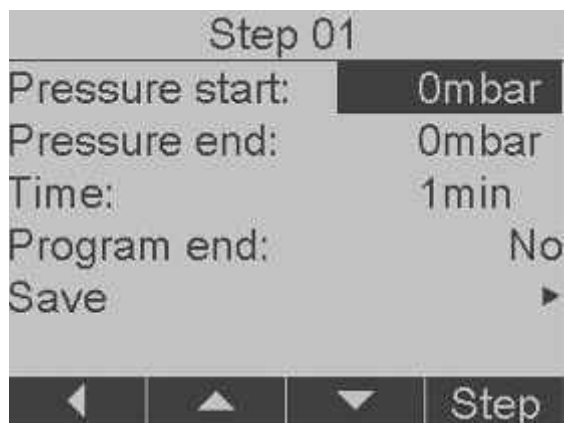 Step 01
Pressure start: 0mbar
Pressure end: 0mbar
Time: 1min
Program end: No
Save
Step